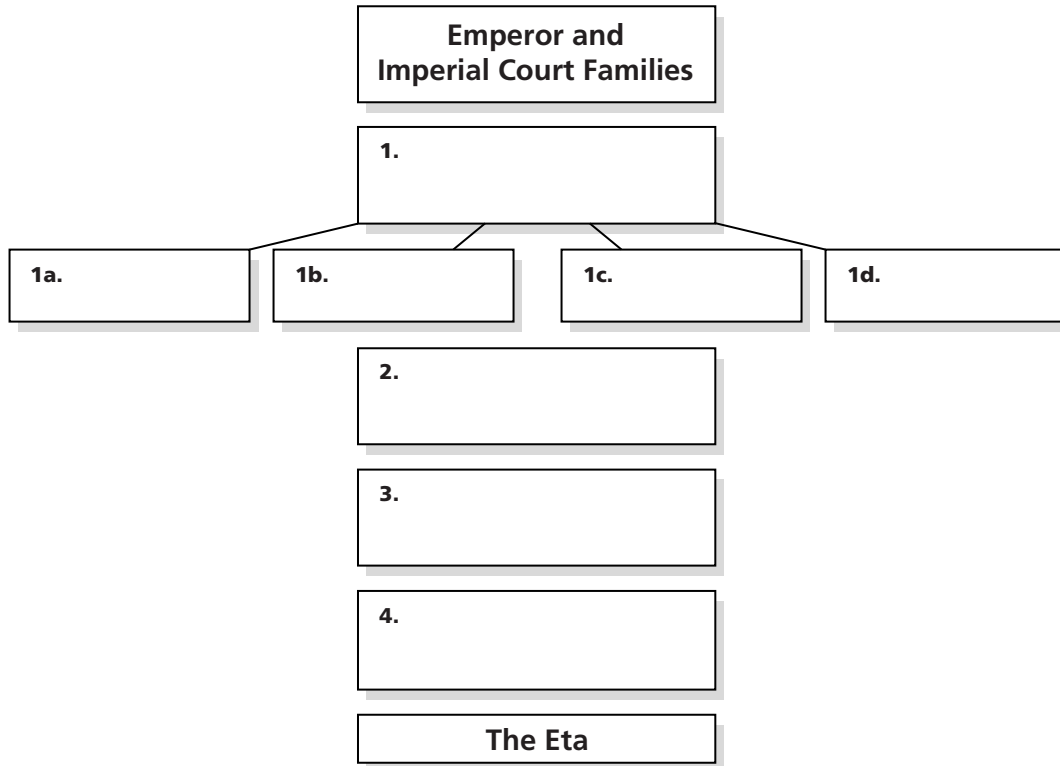 Emperor and
Imperial Court Families
1.
1a.
1b.
1c.
1d.
2.
3.
4.
The Eta